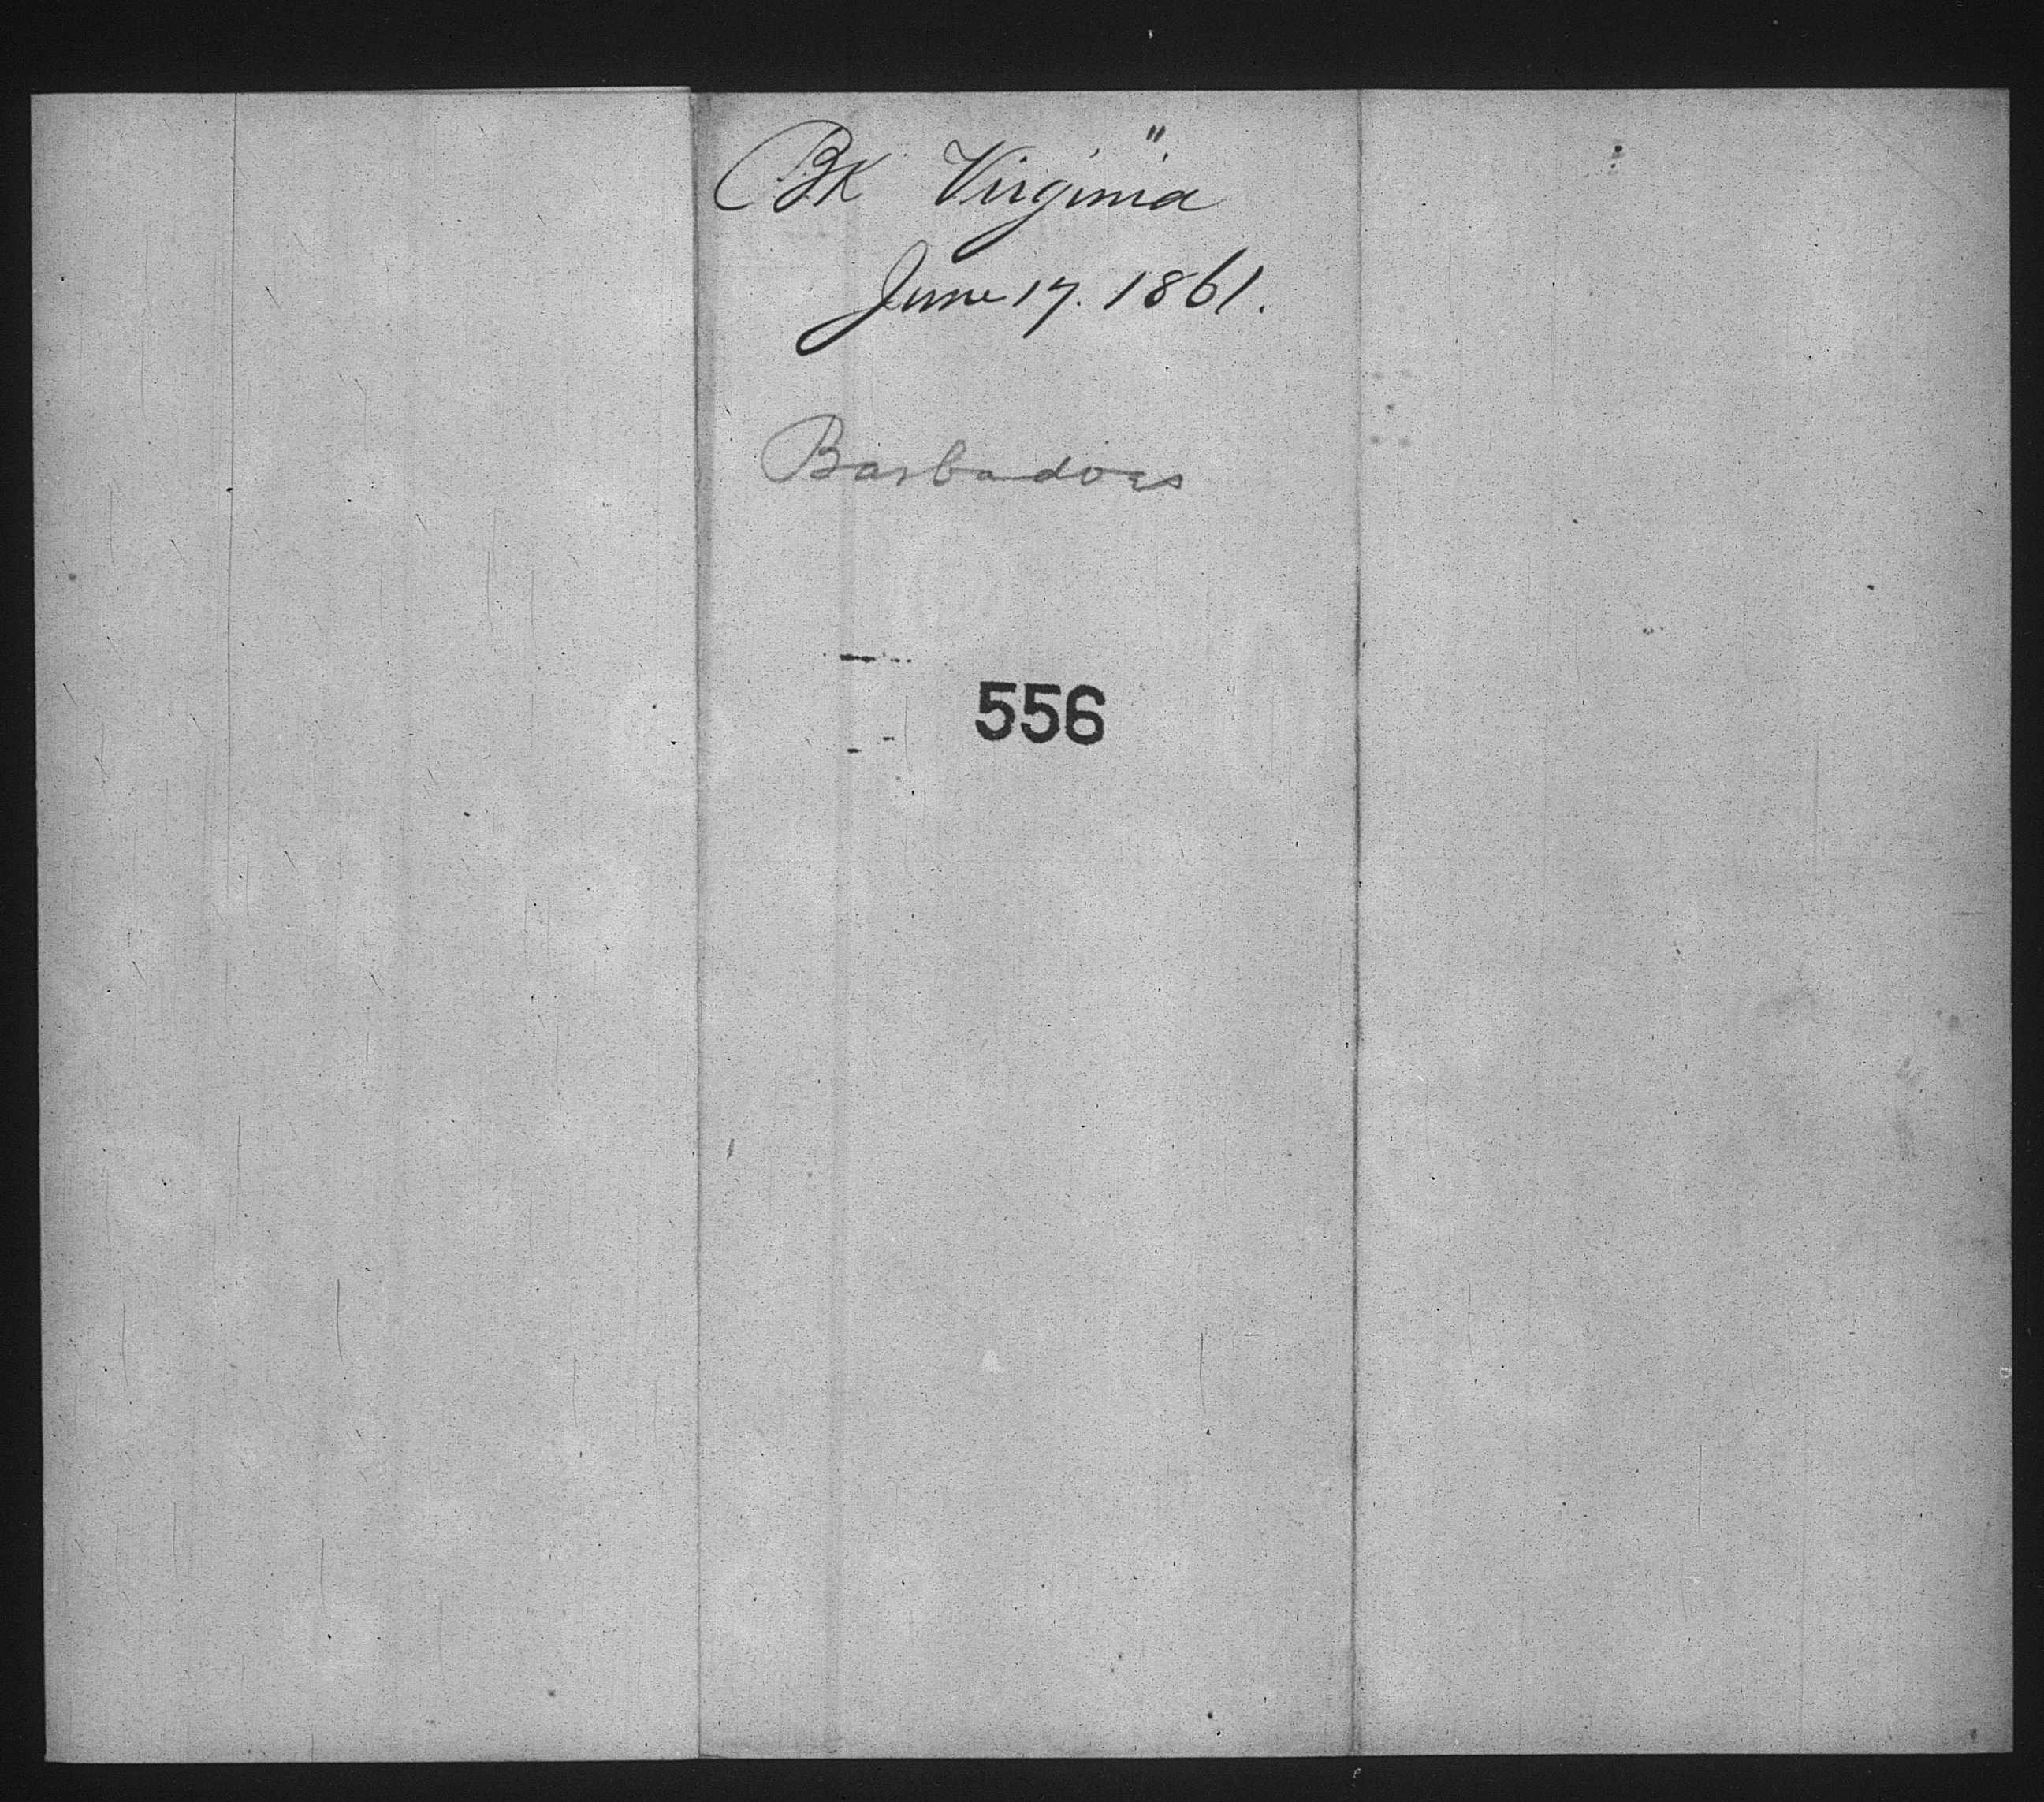 Bk Virginia"
June 17. 1861.
Barbadoes
556